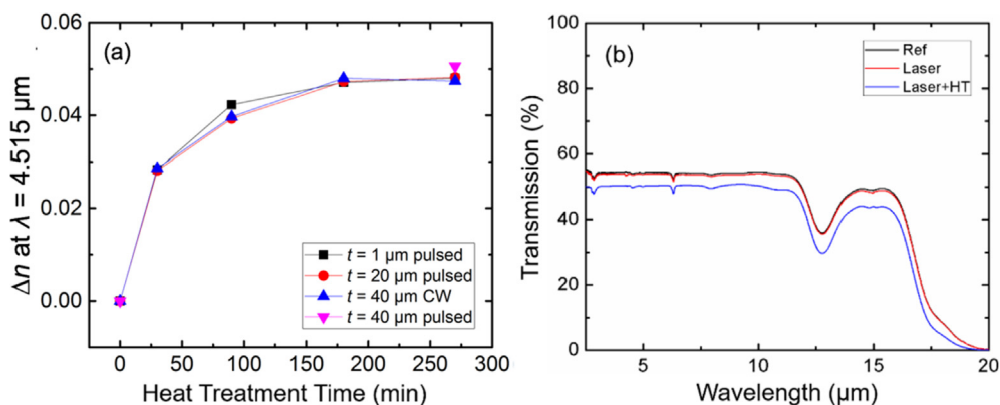 (a)
Δn at λ = 4.515 μm
0.06
0.04
0.02
0.00
t = 1 μm pulsed
t = 20 μm pulsed
t = 40 μm CW
t = 40 μm pulsed
0 50 100 150 200 250 300
Heat Treatment Time (min)
(b)
Transmission (%)
100
80
60
40
20
0
Ref
Laser
Laser+HT
5 10 15 20
Wavelength (μm)